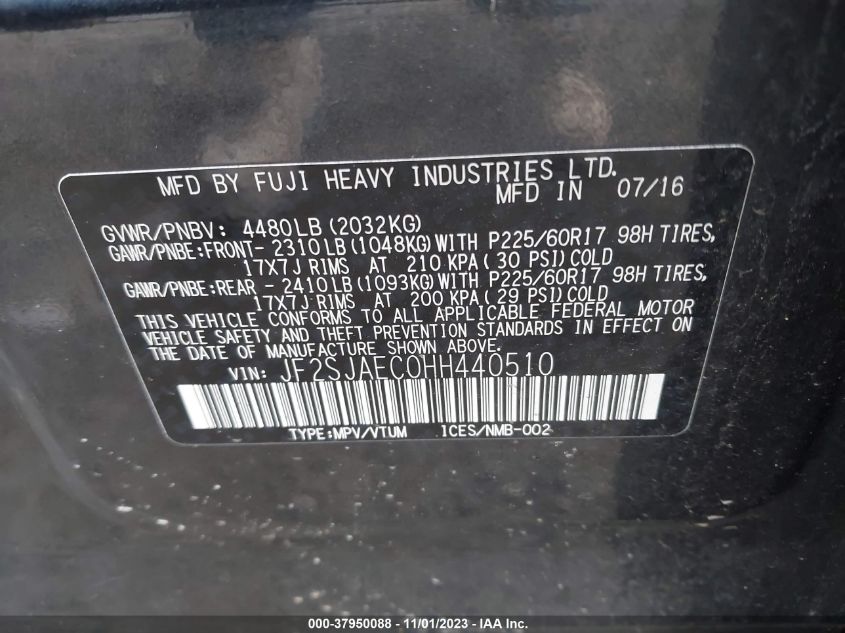 MFD BY FUJI HEAVY INDUSTRIES LTD.
MFD IN 07/16
GVWR/PNBV: 4480LB (2032KG)
GAWR/PNBE:FRONT- 2310LB (1048KG) WITH P225/60R17 98H TIRES,
17X7J RIMS AT 210 KPA ( 30 PSI) COLD
GAWR/PNBE:REAR - 2410LB (1093KG) WITH P225/60R17 98H TIRES,
17X7J RIMS AT 200 KPA ( 29 PSI) COLD
THIS VEHICLE CONFORMS TO ALL APPLICABLE FEDERAL MOTOR
VEHICLE SAFETY AND THEFT PREVENTION STANDARDS IN EFFECT ON
THE DATE OF MANUFACTURE SHOWN ABOVE.
VIN: JF2SJAEC0HH440510
TYPE:MPV/VTUM ICES/NMB-002
000-37950088 - 11/01/2023 - IAA Inc.